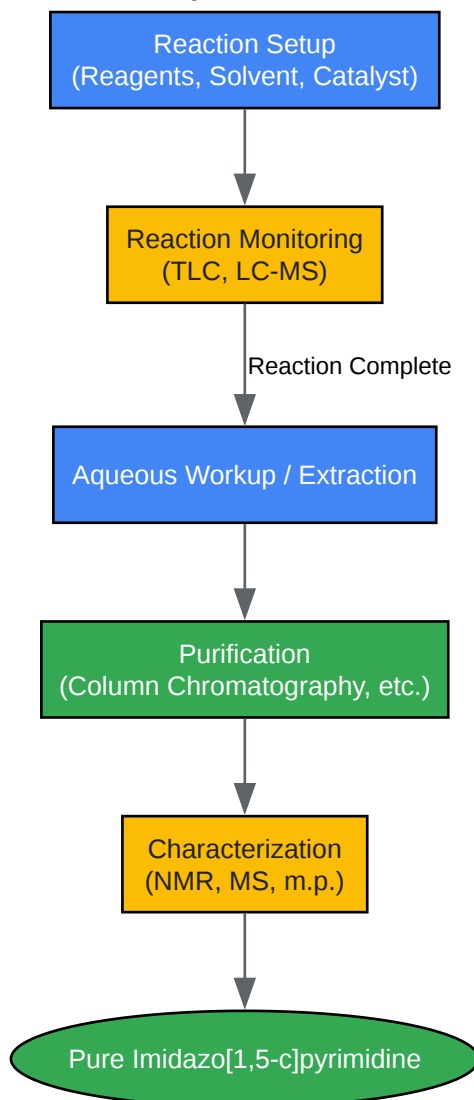 Reaction Setup
(Reagents, Solvent, Catalyst)
Reaction Monitoring
(TLC, LC-MS)
Reaction Complete
Aqueous Workup / Extraction
Purification
(Column Chromatography, etc.)
Characterization
(NMR, MS, m.p.)
Pure Imidazo[1,5-c]pyrimidine